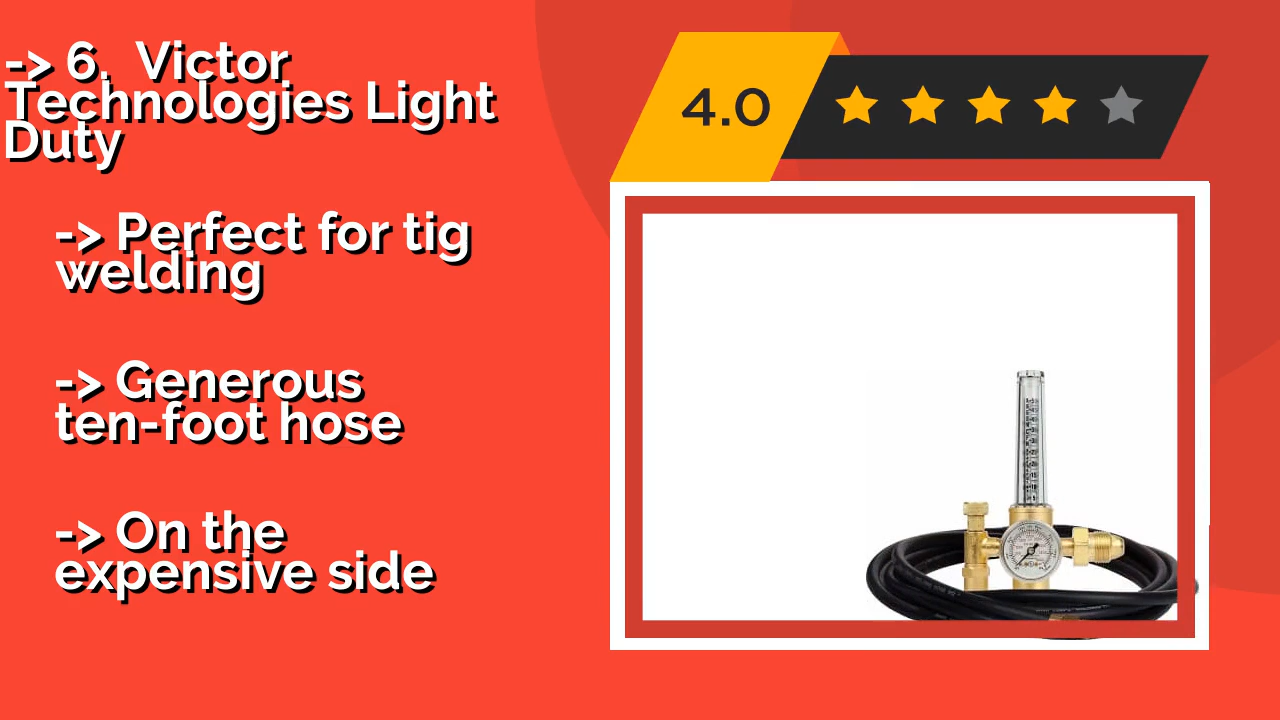 -> 6.  Victor
Technologies Light
Duty
4.0
-> Perfect for tig
welding
-> Generous
ten-foot hose
-> On the
expensive side